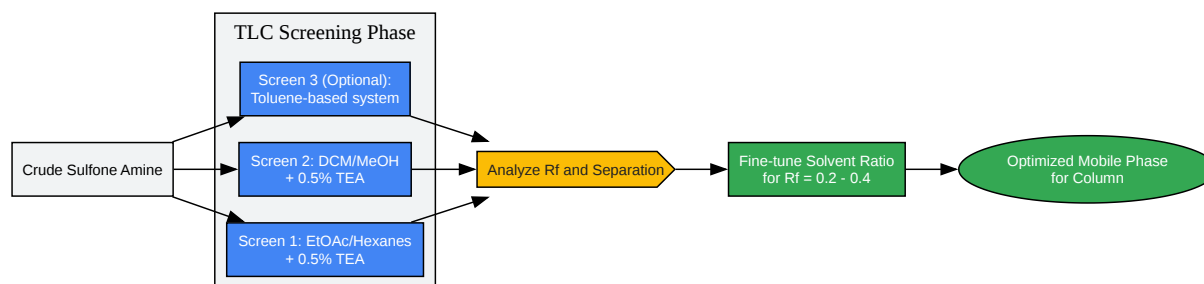 TLC Screening Phase
Screen 3 (Optional):
Toluene-based system
Crude Sulfone Amine
Screen 2: DCM/MeOH
+ 0.5% TEA
Analyze Rf and Separation
Fine-tune Solvent Ratio
for Rf = 0.2 - 0.4
Optimized Mobile Phase
for Column
Screen 1: EtOAc/Hexanes
+ 0.5% TEA